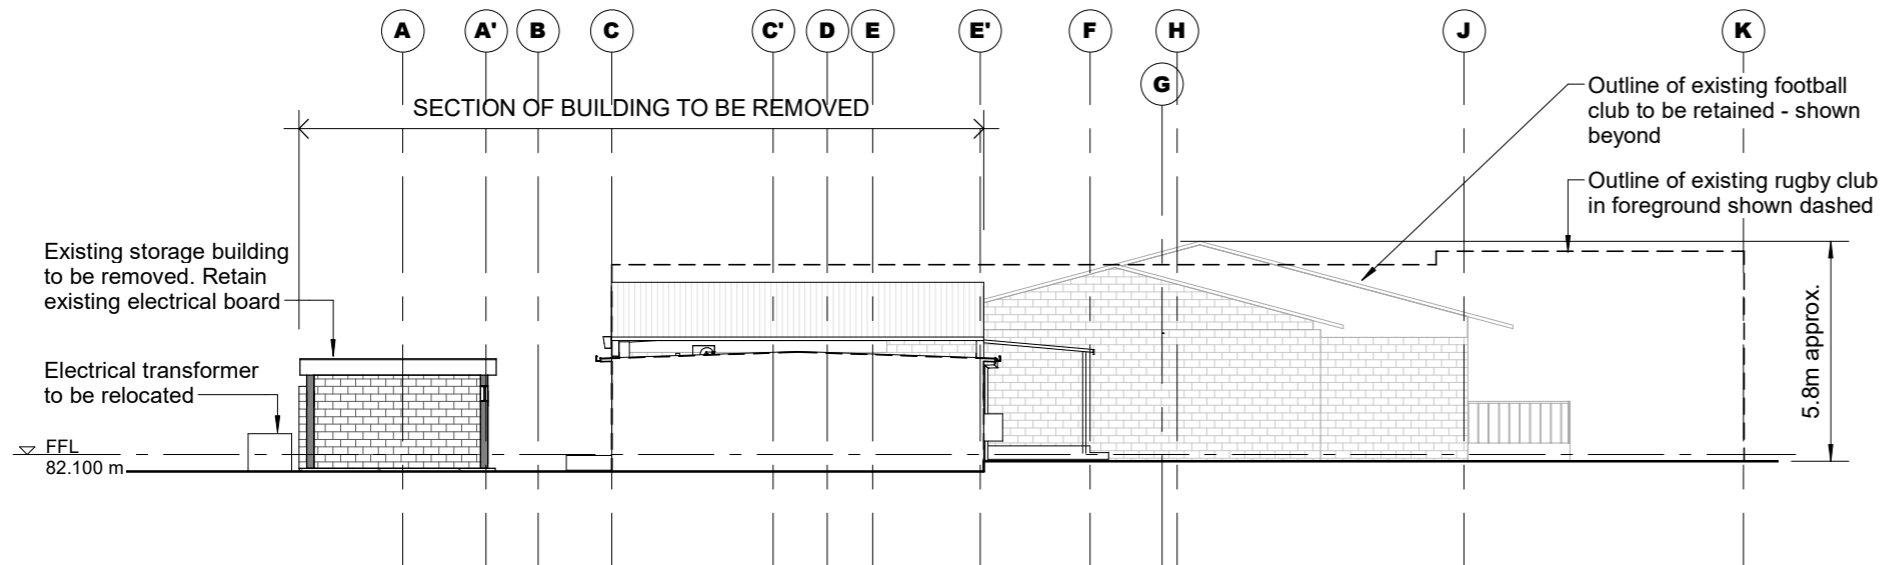 A A' B C C' D E E' F H J K
G
SECTION OF BUILDING TO BE REMOVED
Outline of existing football
club to be retained - shown
beyond
Outline of existing rugby club
in foreground shown dashed
Existing storage building
to be removed. Retain
existing electrical board
Electrical transformer
to be relocated
5.8m approx.
FFL
82.100 m